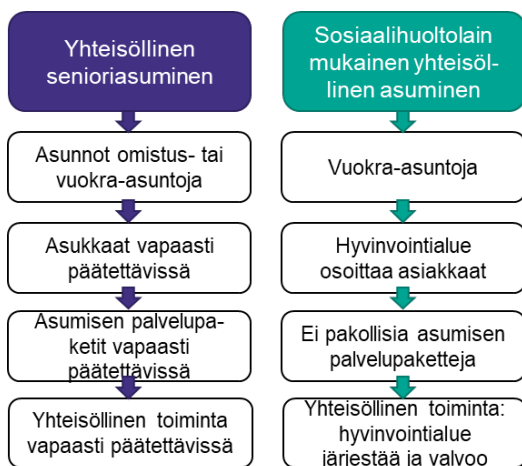 Yhteisöllinen
senioriasuminen
Asunnot omistus- tai
vuokra-asuntoja
Asukkaat vapaasti
päätettävissä
Asumisen palvelupa-
ketit vapaasti
päätettävissä
Yhteisöllinen toiminta
vapaasti päätettävissä
Sosiaalihuoltolain
mukainen yhteisöl-
linen asuminen
Vuokra-asuntoja
Hyvinvointialue
osoittaa asiakkaat
Ei pakollisia asumisen
palvelupaketteja
Yhteisöllinen toiminta:
hyvinvointialue
järjestää ja valvoo